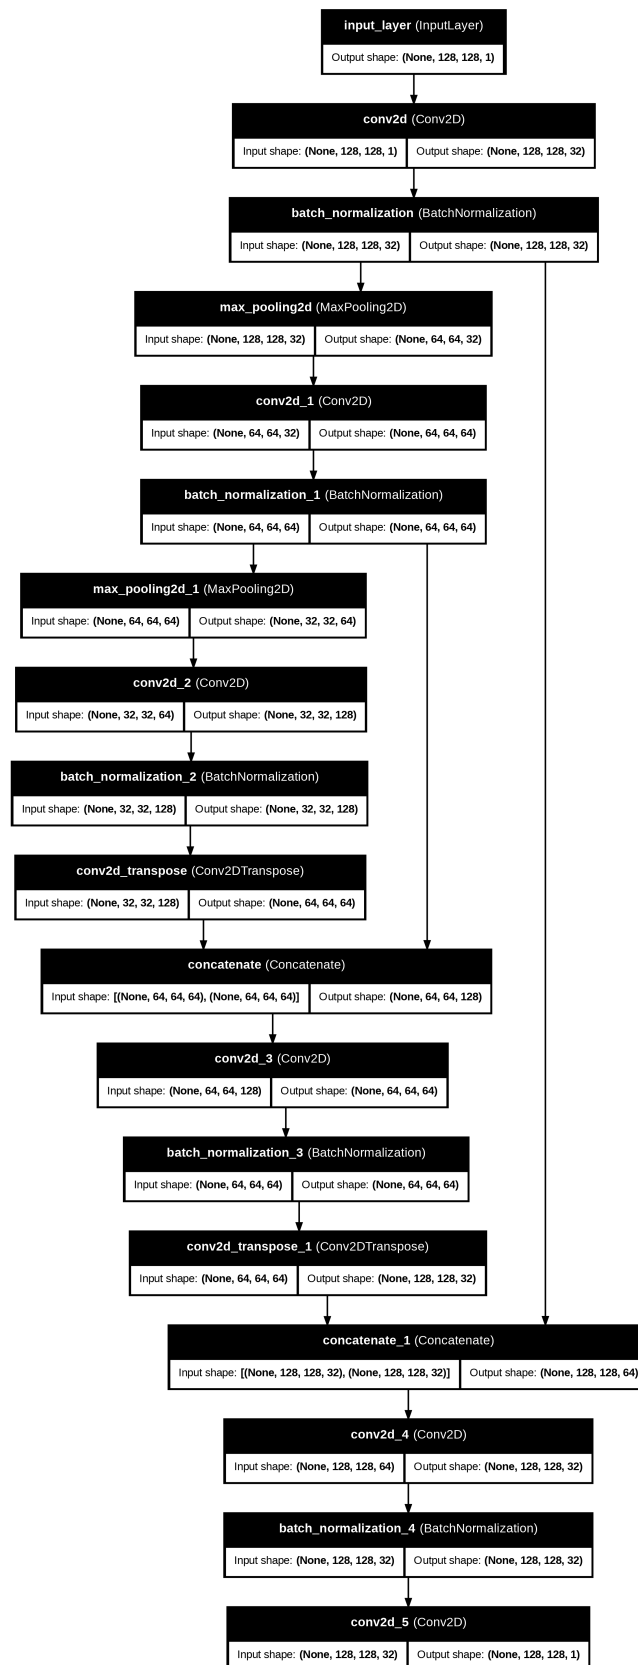 input_layer (InputLayer)
Output shape: (None, 128, 128, 1)
conv2d (Conv2D)
Input shape: (None, 128, 128, 1) Output shape: (None, 128, 128, 32)
batch_normalization (BatchNormalization)
Input shape: (None, 128, 128, 32) Output shape: (None, 128, 128, 32)
max_pooling2d (MaxPooling2D)
Input shape: (None, 128, 128, 32) Output shape: (None, 64, 64, 32)
conv2d_1 (Conv2D)
Input shape: (None, 64, 64, 32) Output shape: (None, 64, 64, 64)
batch_normalization_1 (BatchNormalization)
Input shape: (None, 64, 64, 64) Output shape: (None, 64, 64, 64)
max_pooling2d_1 (MaxPooling2D)
Input shape: (None, 64, 64, 64) Output shape: (None, 32, 32, 64)
conv2d_2 (Conv2D)
Input shape: (None, 32, 32, 64) Output shape: (None, 32, 32, 128)
batch_normalization_2 (BatchNormalization)
Input shape: (None, 32, 32, 128) Output shape: (None, 32, 32, 128)
conv2d_transpose (Conv2DTranspose)
Input shape: (None, 32, 32, 128) Output shape: (None, 64, 64, 64)
concatenate (Concatenate)
Input shape: [(None, 64, 64, 64), (None, 64, 64, 64)] Output shape: (None, 64, 64, 128)
conv2d_3 (Conv2D)
Input shape: (None, 64, 64, 128) Output shape: (None, 64, 64, 64)
batch_normalization_3 (BatchNormalization)
Input shape: (None, 64, 64, 64) Output shape: (None, 64, 64, 64)
conv2d_transpose_1 (Conv2DTranspose)
Input shape: (None, 64, 64, 64) Output shape: (None, 128, 128, 32)
concatenate_1 (Concatenate)
Input shape: [(None, 128, 128, 32), (None, 128, 128, 32)] Output shape: (None, 128, 128, 64)
conv2d_4 (Conv2D)
Input shape: (None, 128, 128, 64) Output shape: (None, 128, 128, 32)
batch_normalization_4 (BatchNormalization)
Input shape: (None, 128, 128, 32) Output shape: (None, 128, 128, 32)
conv2d_5 (Conv2D)
Input shape: (None, 128, 128, 32) Output shape: (None, 128, 128, 1)